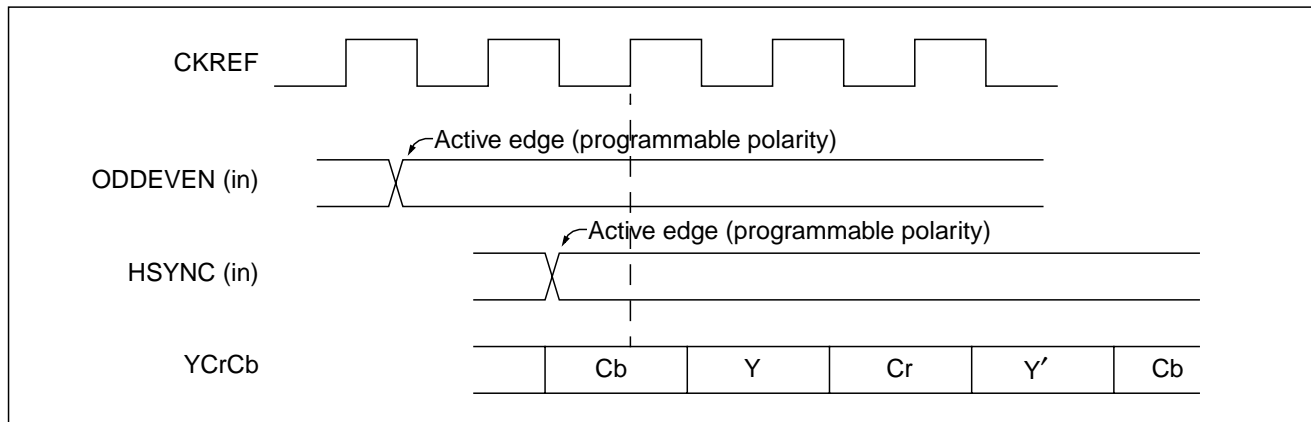 CKREF
Active edge (programmable polarity)
ODDEVEN (in)
Active edge (programmable polarity)
HSYNC (in)
YCrCb
Cb Y Cr Y′ Cb